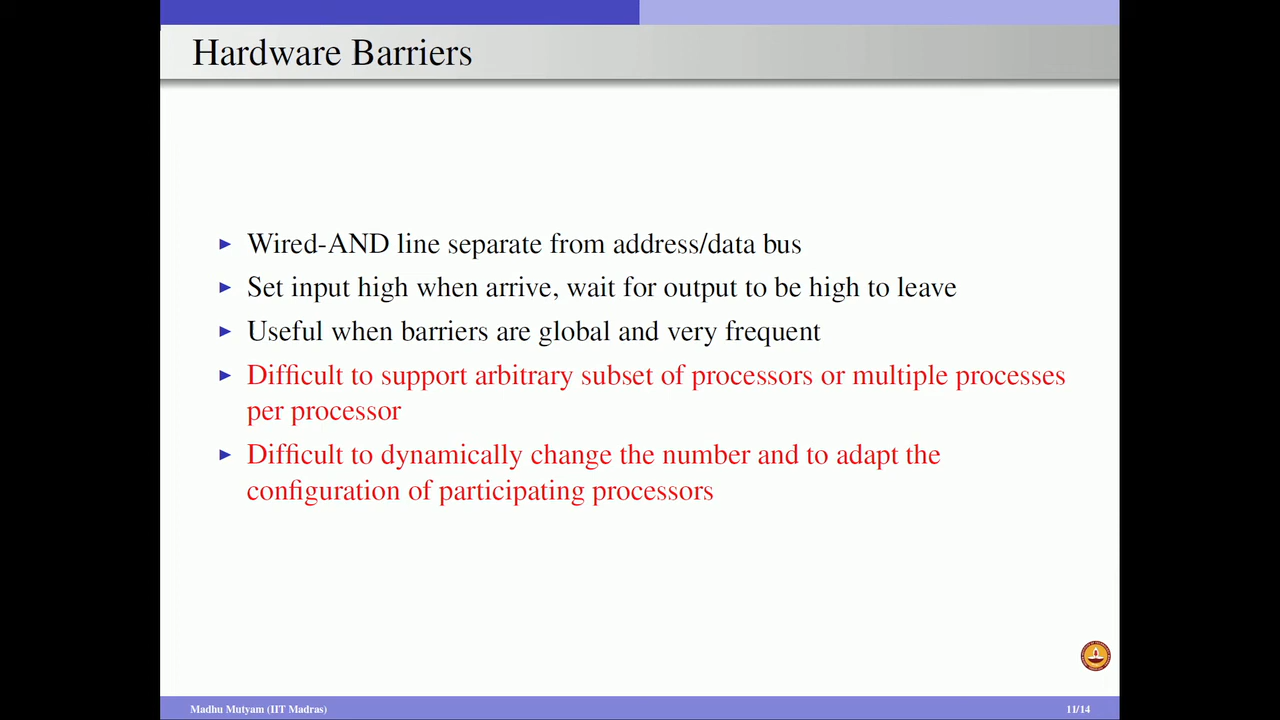 Hardware Barriers
Wired-AND line separate from address/data bus
Set input high when arrive, wait for output to be high to leave
Useful when barriers are global and very frequent
Difficult to support arbitrary subset of processors or multiple processes
per processor
Difficult to dynamically change the number and to adapt the
configuration of participating processors
Madhu Mutyam (IIT Madras)
11/14